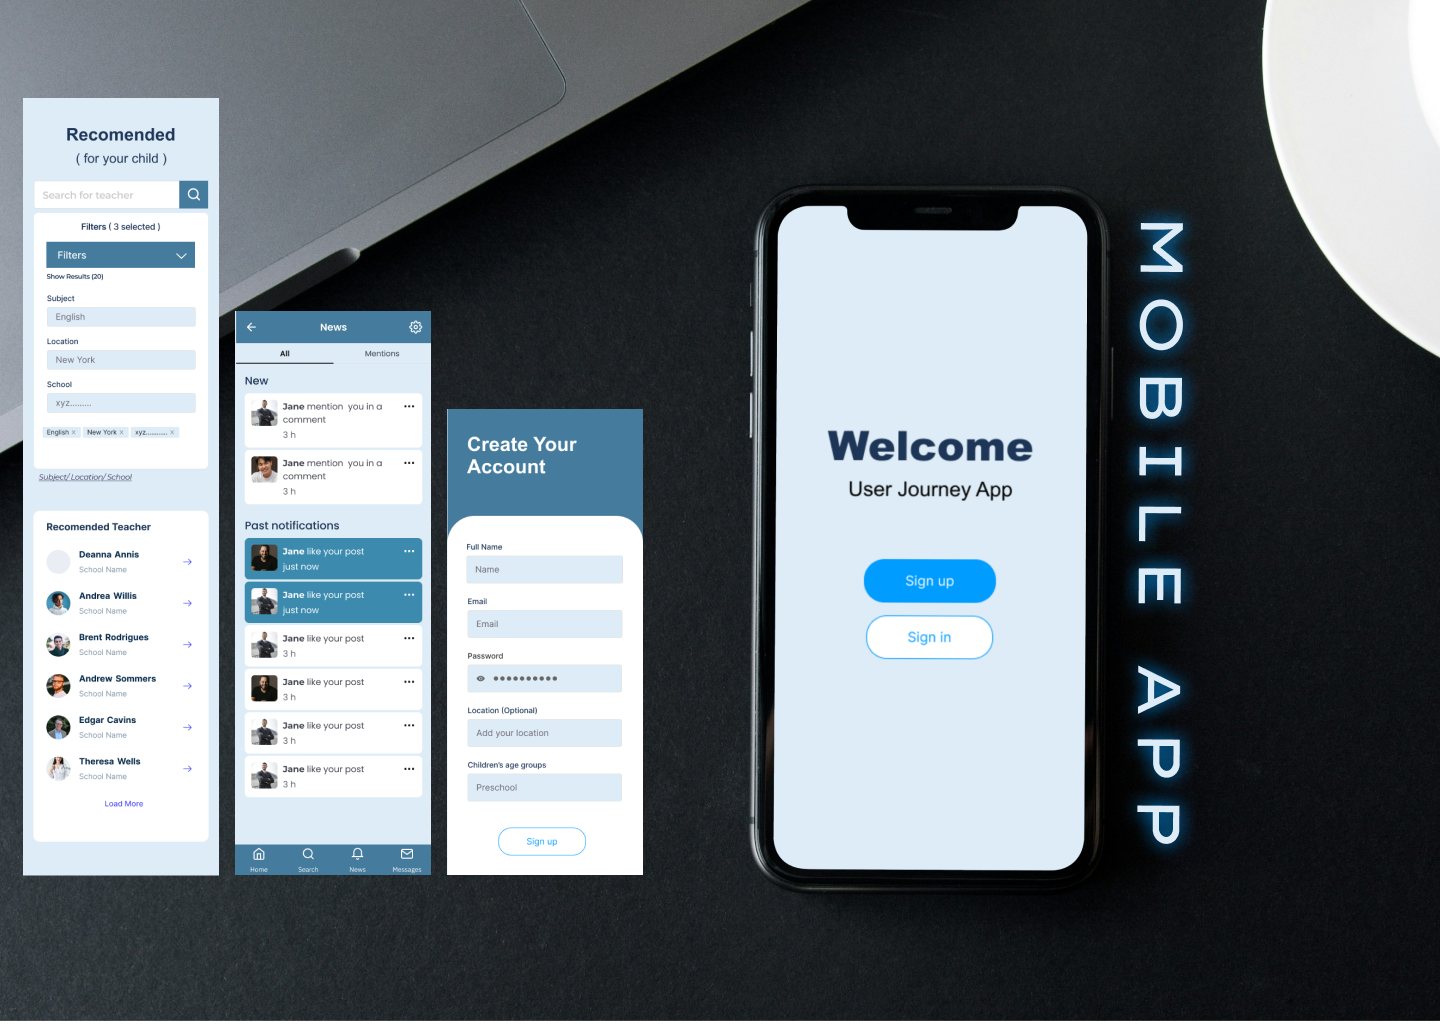 Recomended
( for your child )
Search for teacher
Filters ( 3 selected )
Filters
Show Results (20)
Subject
English
Location
New York
School
xyz.........
English × New York × xyz............ ×
Subject/ Location/ School
Recomended Teacher
Deanna Annis
School Name
Andrea Willis
School Name
Brent Rodrigues
School Name
Andrew Sommers
School Name
Edgar Cavins
School Name
Theresa Wells
School Name
Load More
News
All Mentions
New
Jane mention you in a
comment
3 h
Jane mention you in a
comment
3 h
Past notifications
Jane like your post
just now
Jane like your post
just now
Jane like your post
3 h
Jane like your post
3 h
Jane like your post
3 h
Jane like your post
3 h
Home Search News Messages
Create Your
Account
Full Name
Name
Email
Email
Password
Location (Optional)
Add your location
Children's age groups
Preschool
Sign up
Welcome
User Journey App
Sign up
Sign in
MOBILE APP